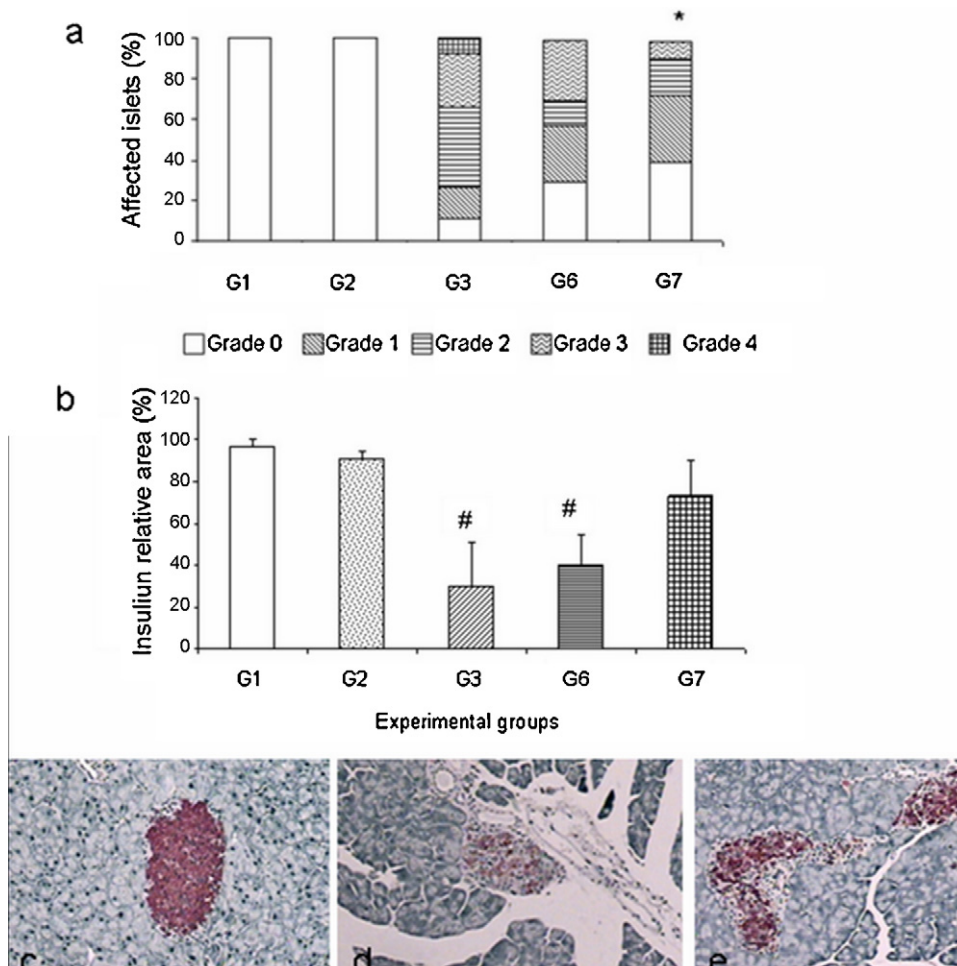 a
*
Affected islets (%)
100
80
60
40
20
0
G1 G2 G3 G6 G7
Grade 0 Grade 1 Grade 2 Grade 3 Grade 4
b
Insuliun relative area (%)
120
100
80
60
40
20
0
# #
G1 G2 G3 G6 G7
Experimental groups
c d e